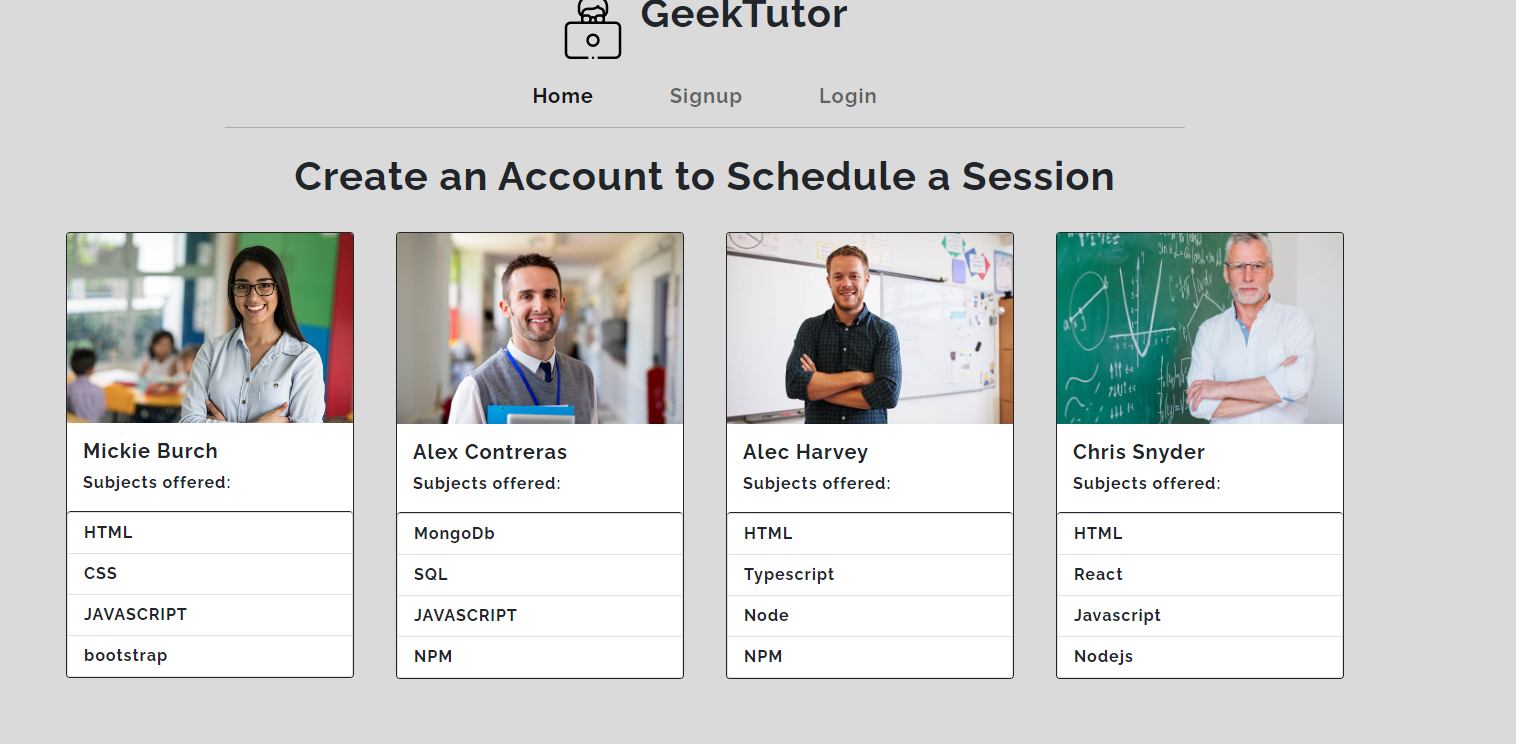 GeekTutor
Home Signup Login
Create an Account to Schedule a Session
Mickie Burch
Subjects offered:
HTML
CSS
JAVASCRIPT
bootstrap
Alex Contreras
Subjects offered:
MongoDb
SQL
JAVASCRIPT
NPM
Alec Harvey
Subjects offered:
HTML
Typescript
Node
NPM
Chris Snyder
Subjects offered:
HTML
React
Javascript
Nodejs